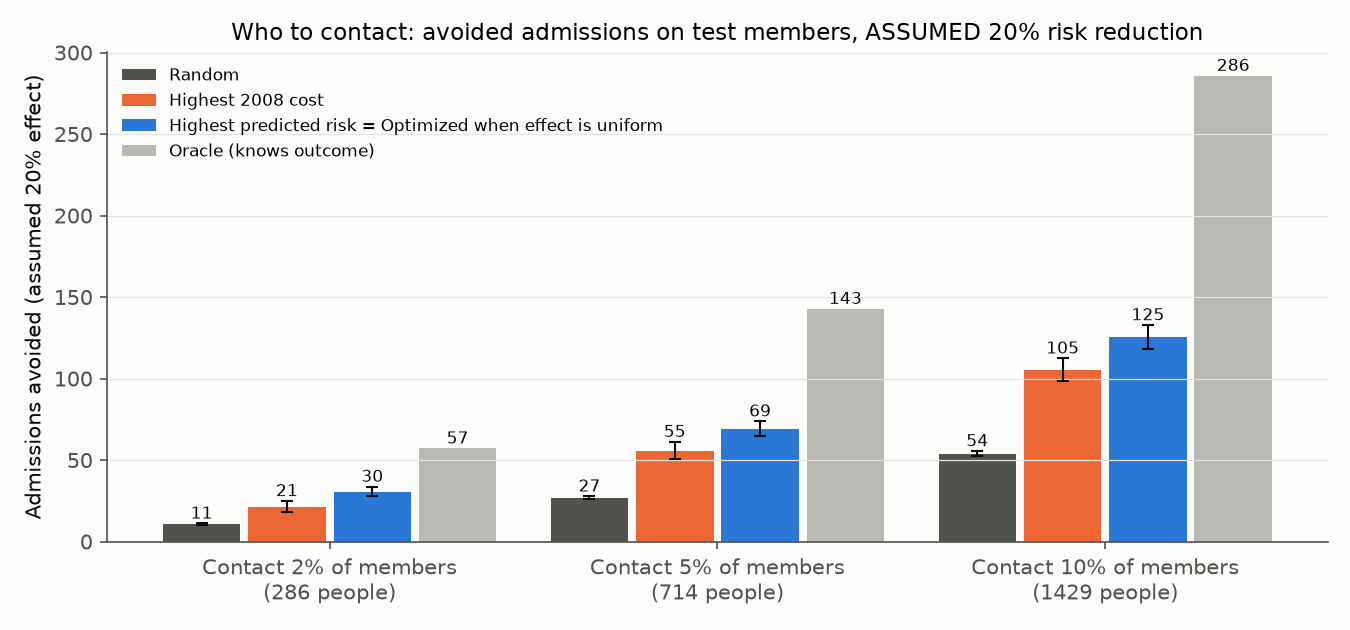 Who to contact: avoided admissions on test members, ASSUMED 20% risk reduction
Admissions avoided (assumed 20% effect)
300
250
200
150
100
50
0
Random
Highest 2008 cost
Highest predicted risk = Optimized when effect is uniform
Oracle (knows outcome)
11
21
30
57
27
55
69
143
54
105
125
286
Contact 2% of members
(286 people)
Contact 5% of members
(714 people)
Contact 10% of members
(1429 people)